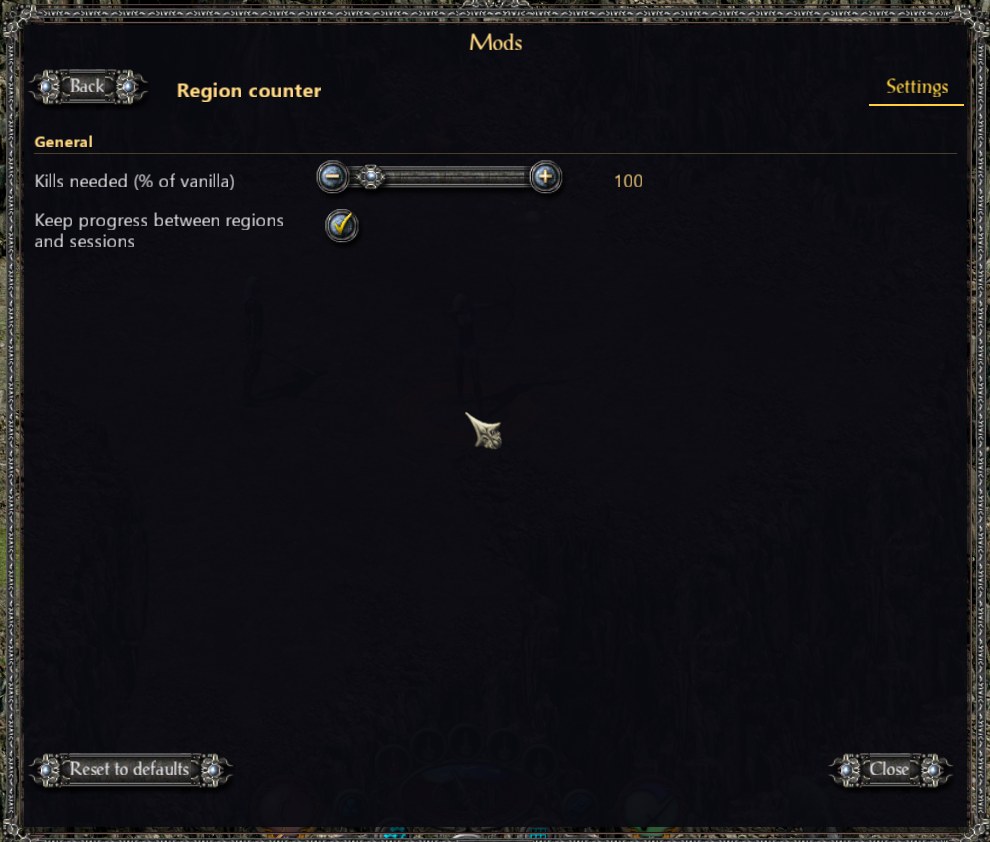 Mods
Back
Region counter
Settings
General
Kills needed (% of vanilla)
100
Keep progress between regions
and sessions
Reset to defaults
Close